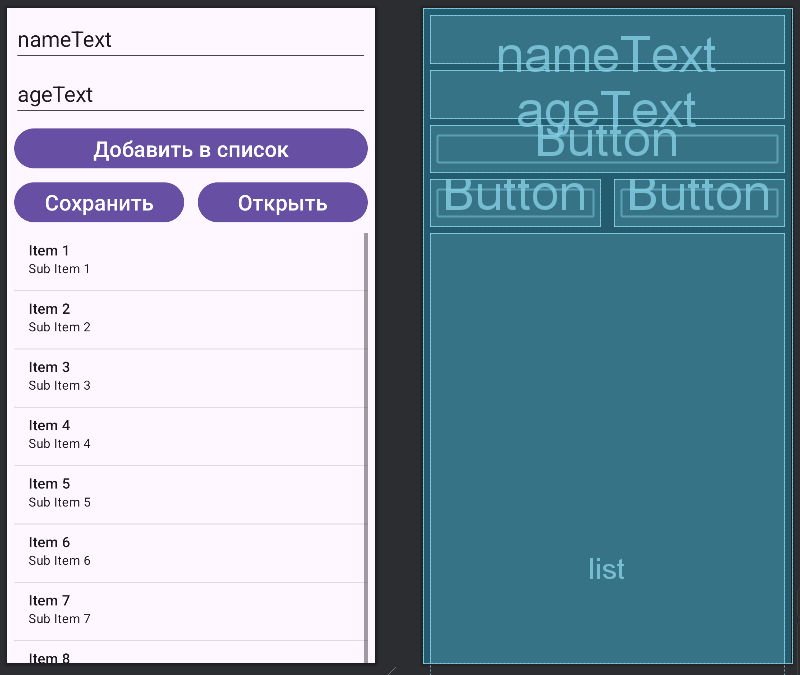 nameText
ageText
Добавить в список
Сохранить
Открыть
Item 1
Sub Item 1
Item 2
Sub Item 2
Item 3
Sub Item 3
Item 4
Sub Item 4
Item 5
Sub Item 5
Item 6
Sub Item 6
Item 7
Sub Item 7
Item 8
nameText
ageText
Button
Button
Button
list